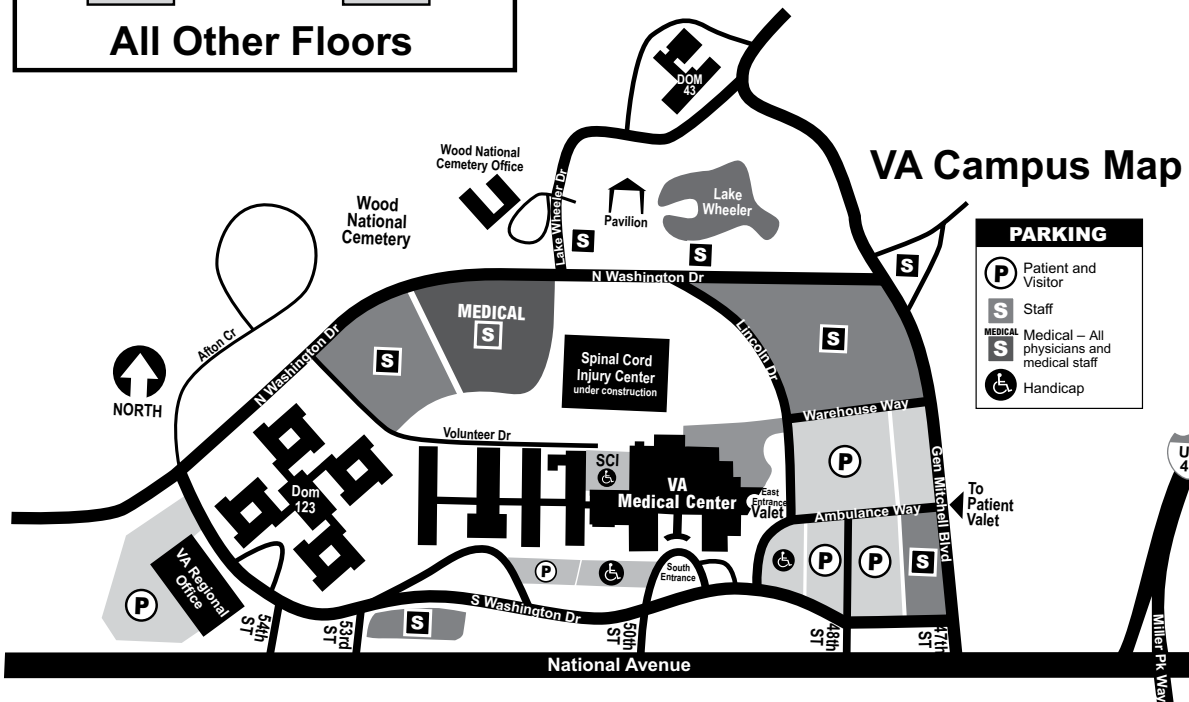 All Other Floors
DOM
43
VA Campus Map
Wood National
Cemetery Office
Wood
National
Cemetery
Lake Wheeler Dr
Pavilion
Lake
Wheeler
S
S
S
N Washington Dr
PARKING
P Patient and
Visitor
S Staff
MEDICAL
S Medical – All
physicians and
medical staff
Handicap
Afton Cr
N Washington Dr
NORTH
MEDICAL
S
S
Spinal Cord
Injury Center
under construction
Lincoln Dr
S
Warehouse Way
Volunteer Dr
Dom
123
SCI
VA
Medical Center
East
Entrance
Valet
P
Gen Mitchell Blvd
Ambulance Way
To
Patient
Valet
U
4
VA Regional
Office
P
P
South
Entrance
P
P
S
S Washington Dr
S
54th
ST
53rd
ST
50th
ST
48th
ST
47th
ST
National Avenue
Miller Pk Way